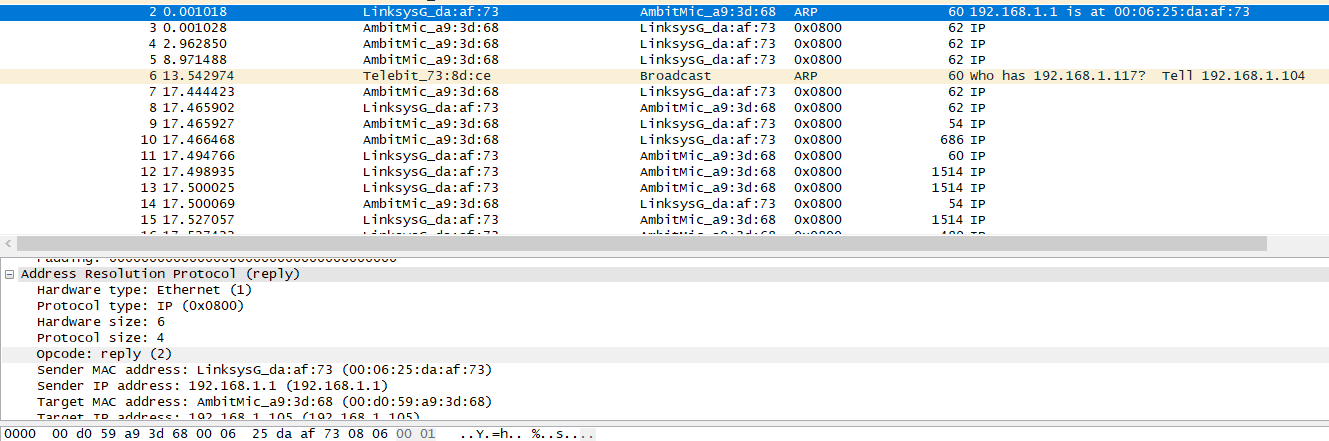 2 0.001018 LinksysG_da:af:73 AmbitMic_a9:3d:68 ARP 60 192.168.1.1 is at 00:06:25:da:af:73
3 0.001028 AmbitMic_a9:3d:68 LinksysG_da:af:73 0x0800 62 IP
4 2.962850 AmbitMic_a9:3d:68 LinksysG_da:af:73 0x0800 62 IP
5 8.971488 AmbitMic_a9:3d:68 LinksysG_da:af:73 0x0800 62 IP
6 13.542974 Telebit_73:8d:ce Broadcast ARP 60 Who has 192.168.1.117? Tell 192.168.1.104
7 17.444423 AmbitMic_a9:3d:68 LinksysG_da:af:73 0x0800 62 IP
8 17.465902 LinksysG_da:af:73 AmbitMic_a9:3d:68 0x0800 62 IP
9 17.465927 AmbitMic_a9:3d:68 LinksysG_da:af:73 0x0800 54 IP
10 17.466468 AmbitMic_a9:3d:68 LinksysG_da:af:73 0x0800 686 IP
11 17.494766 LinksysG_da:af:73 AmbitMic_a9:3d:68 0x0800 60 IP
12 17.498935 LinksysG_da:af:73 AmbitMic_a9:3d:68 0x0800 1514 IP
13 17.500025 LinksysG_da:af:73 AmbitMic_a9:3d:68 0x0800 1514 IP
14 17.500069 AmbitMic_a9:3d:68 LinksysG_da:af:73 0x0800 54 IP
15 17.527057 LinksysG_da:af:73 AmbitMic_a9:3d:68 0x0800 1514 IP
Address Resolution Protocol (reply)
Hardware type: Ethernet (1)
Protocol type: IP (0x0800)
Hardware size: 6
Protocol size: 4
Opcode: reply (2)
Sender MAC address: LinksysG_da:af:73 (00:06:25:da:af:73)
Sender IP address: 192.168.1.1 (192.168.1.1)
Target MAC address: AmbitMic_a9:3d:68 (00:d0:59:a9:3d:68)
Target IP address: 192.168.1.105 (192.168.1.105)
0000 00 d0 59 a9 3d 68 00 06 25 da af 73 08 06 00 01 ..Y.=h.. %..s....